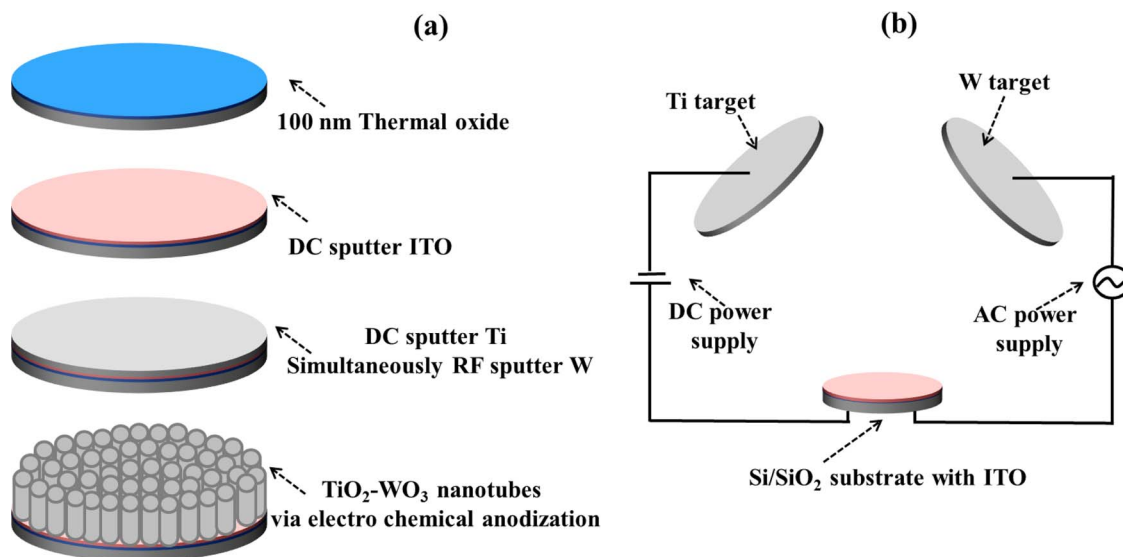 (a)
100 nm Thermal oxide
DC sputter ITO
DC sputter Ti
Simultaneously RF sputter W
TiO₂-WO₃ nanotubes
via electro chemical anodization
(b)
Ti target
W target
DC power
supply
AC power
supply
Si/SiO₂ substrate with ITO